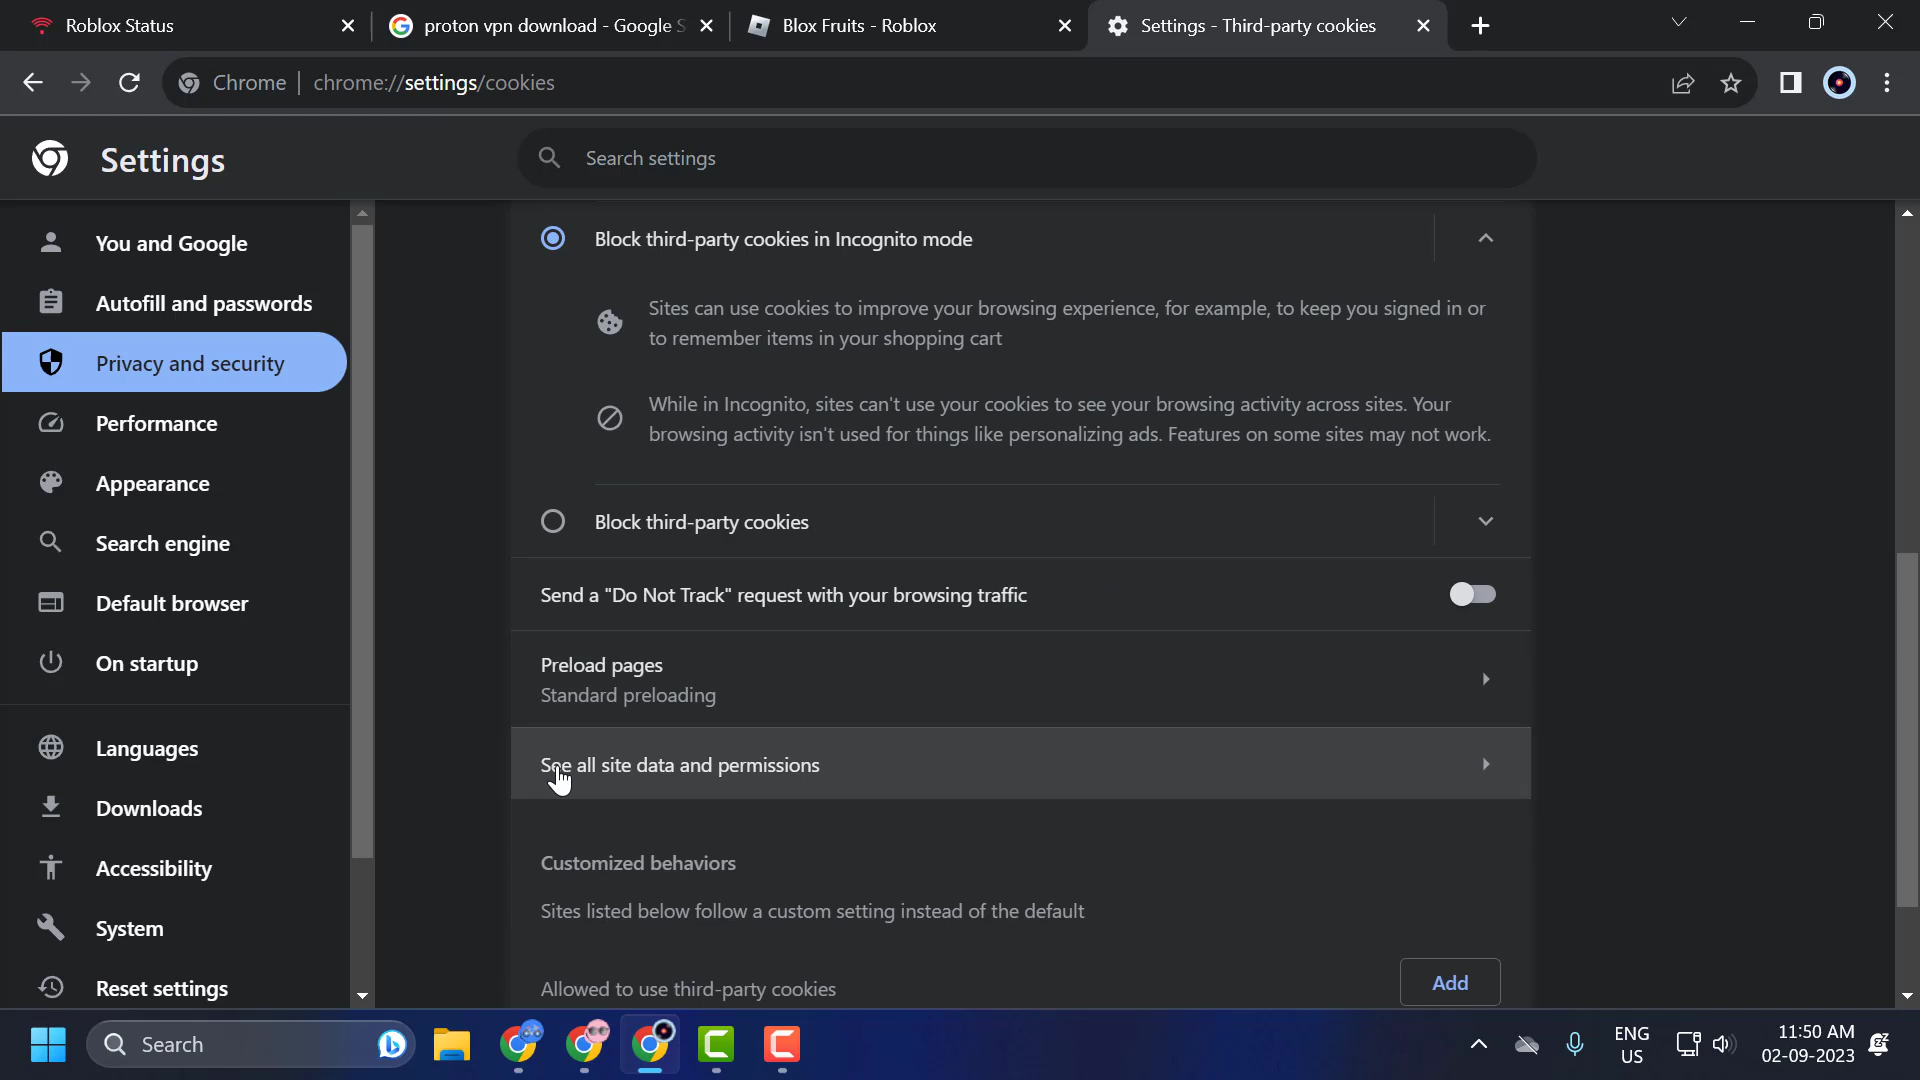 Roblox Status
proton vpn download - Google S
Blox Fruits - Roblox
Settings - Third-party cookies
Chrome
chrome://settings/cookies
Settings
Search settings
You and Google
Autofill and passwords
Privacy and security
Performance
Appearance
Search engine
Default browser
On startup
Languages
Downloads
Accessibility
System
Reset settings
Block third-party cookies in Incognito mode
Sites can use cookies to improve your browsing experience, for example, to keep you signed in or
to remember items in your shopping cart
While in Incognito, sites can't use your cookies to see your browsing activity across sites. Your
browsing activity isn't used for things like personalizing ads. Features on some sites may not work.
Block third-party cookies
Send a "Do Not Track" request with your browsing traffic
Preload pages
Standard preloading
See all site data and permissions
Customized behaviors
Sites listed below follow a custom setting instead of the default
Allowed to use third-party cookies
Add
Search
ENG
US
11:50 AM
02-09-2023